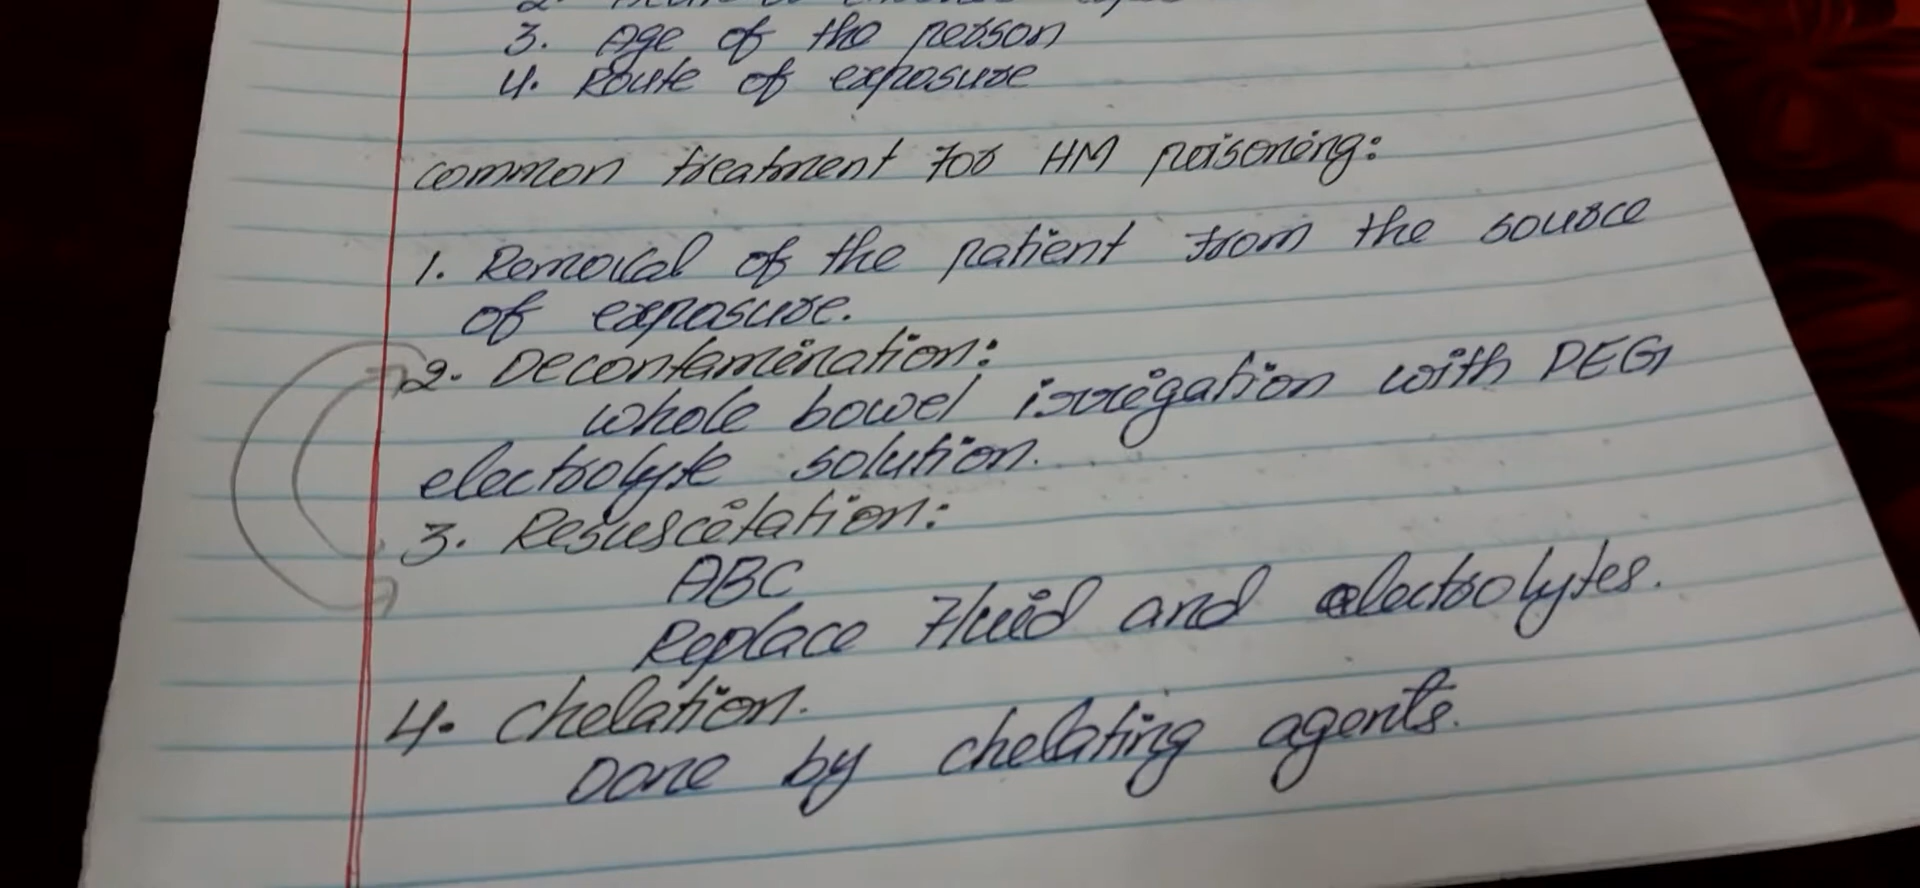 3. Age of the person
4. Route of exposure
common treatment for HM poisoning:
1. Removal of the patient from the source
of exposure.
2. Decontamination:
whole bowel irrigation with PEG
electrolyte solution.
3. Resuscitation:
ABC
Replace Fluid and electrolytes.
4. Chelation.
Done by chelating agents.